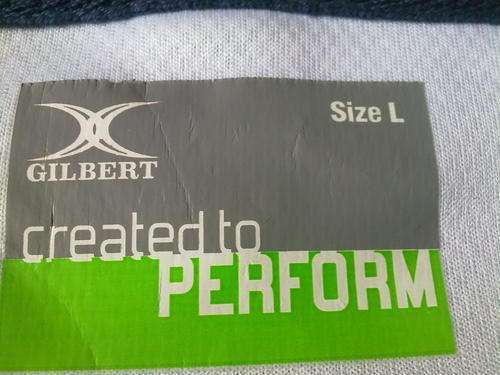 Size L
GILBERT
created to
PERFORM